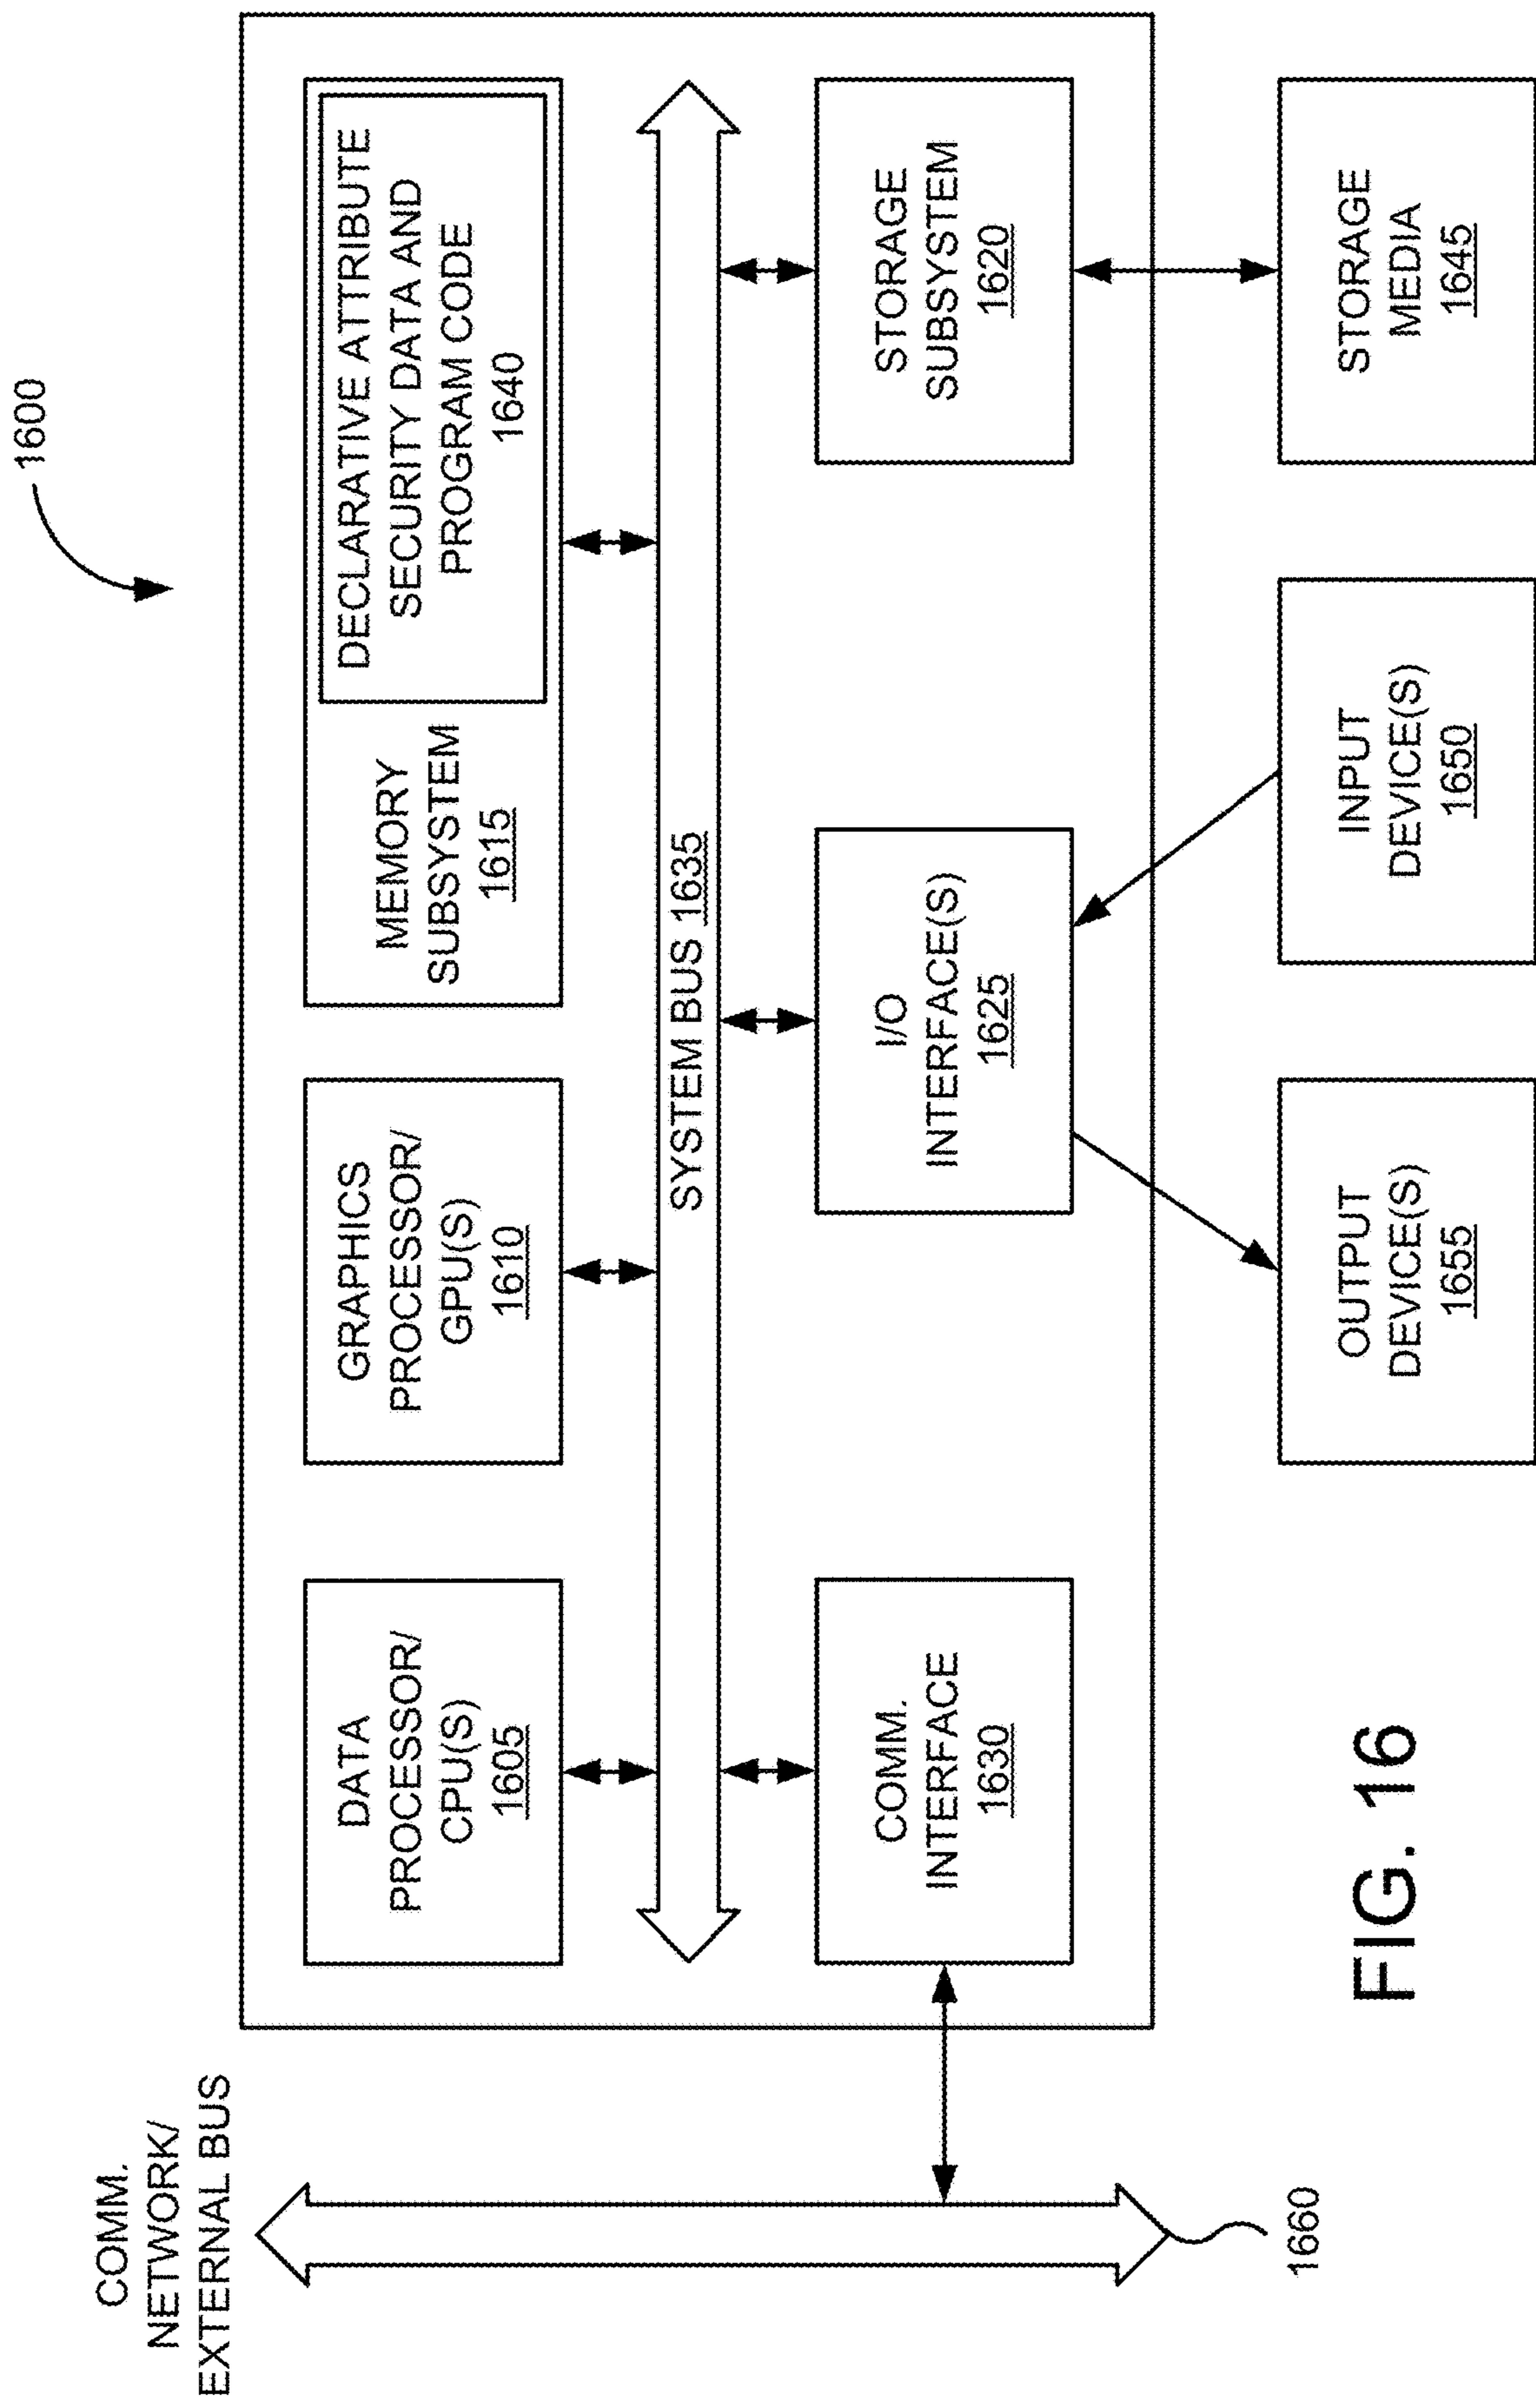 1600
COMM.
NETWORK/
EXTERNAL BUS
DATA
PROCESSOR/
CPU(S)
1605
GRAPHICS
PROCESSOR/
GPU(S)
1610
MEMORY
SUBSYSTEM
1615
DECLARATIVE ATTRIBUTE
SECURITY DATA AND
PROGRAM CODE
1640
SYSTEM BUS 1635
COMM.
INTERFACE
1630
I/O
INTERFACE(S)
1625
STORAGE
SUBSYSTEM
1620
1660
OUTPUT
DEVICE(S)
1655
INPUT
DEVICE(S)
1650
STORAGE
MEDIA
1645
FIG. 16